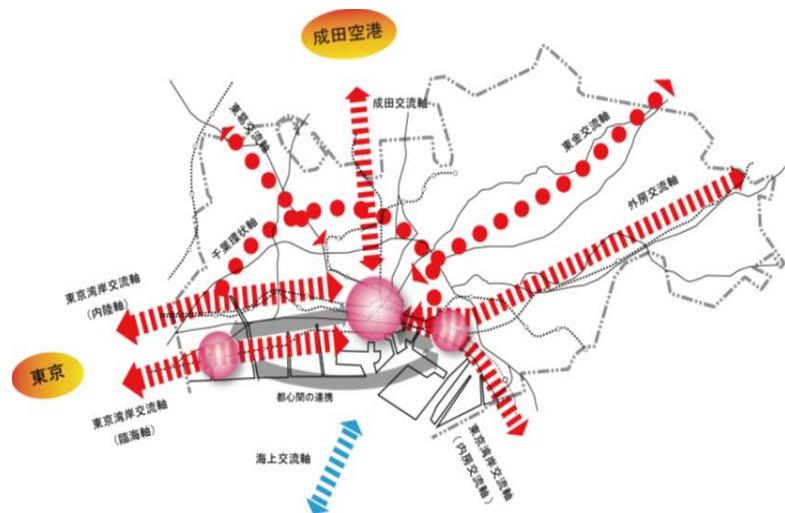 成田空港
成田交流軸
東葛交流軸
東金交流軸
外房交流軸
千葉環状軸
東京湾岸交流軸
（内陸軸）
東京
東京湾岸交流軸
（臨海軸）
都心間の連携
海上交流軸
東京湾岸交流軸
（内房交流軸）